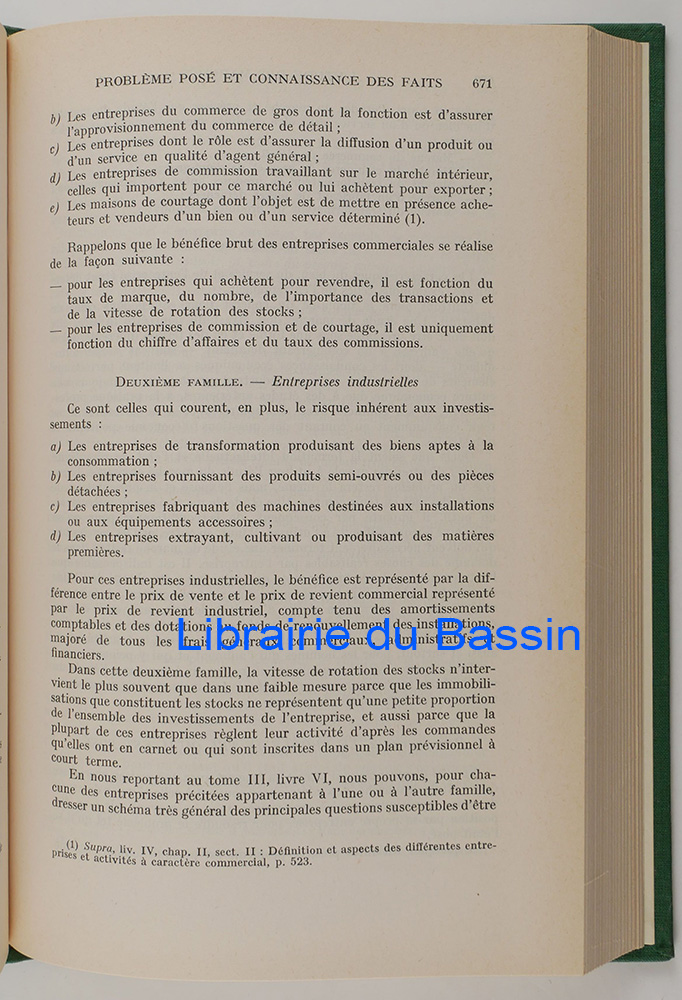 PROBLÈME POSÉ ET CONNAISSANCE DES FAITS 671
b) Les entreprises du commerce de gros dont la fonction est d'assurer
l'approvisionnement du commerce de détail ;
c) Les entreprises dont le rôle est d'assurer la diffusion d'un produit ou
d'un service en qualité d'agent général ;
d) Les entreprises de commission travaillant sur le marché intérieur,
celles qui importent pour ce marché ou lui achètent pour exporter ;
e) Les maisons de courtage dont l'objet est de mettre en présence ache-
teurs et vendeurs d'un bien ou d'un service déterminé (1).
Rappelons que le bénéfice brut des entreprises commerciales se réalise
de la façon suivante :
— pour les entreprises qui achètent pour revendre, il est fonction du
taux de marque, du nombre, de l'importance des transactions et
de la vitesse de rotation des stocks ;
— pour les entreprises de commission et de courtage, il est uniquement
fonction du chiffre d'affaires et du taux des commissions.
DEUXIÈME FAMILLE. — Entreprises industrielles
Ce sont celles qui courent, en plus, le risque inhérent aux investis-
sements :
a) Les entreprises de transformation produisant des biens aptes à la
consommation ;
b) Les entreprises fournissant des produits semi-ouvrés ou des pièces
détachées ;
c) Les entreprises fabriquant des machines destinées aux installations
ou aux équipements accessoires ;
d) Les entreprises extrayant, cultivant ou produisant des matières
premières.
Pour ces entreprises industrielles, le bénéfice est représenté par la dif-
férence entre le prix de vente et le prix de revient commercial représenté
par le prix de revient industriel, compte tenu des amortissements
comptables et des dotations du fonds de renouvellement des installations,
majoré de tous les frais généraux commerciaux, administratifs et
financiers.
Librairie du Bassin
Dans cette deuxième famille, la vitesse de rotation des stocks n'inter-
vient le plus souvent que dans une faible mesure parce que les immobili-
sations que constituent les stocks ne représentent qu'une petite proportion
de l'ensemble des investissements de l'entreprise, et aussi parce que la
plupart de ces entreprises règlent leur activité d'après les commandes
qu'elles ont en carnet ou qui sont inscrites dans un plan prévisionnel à
court terme.
En nous reportant au tome III, livre VI, nous pouvons, pour cha-
cune des entreprises précitées appartenant à l'une ou à l'autre famille,
dresser un schéma très général des principales questions susceptibles d'être
(1) Supra, liv. IV, chap. II, sect. II : Définition et aspects des différentes entre-
prises et activités à caractère commercial, p. 523.